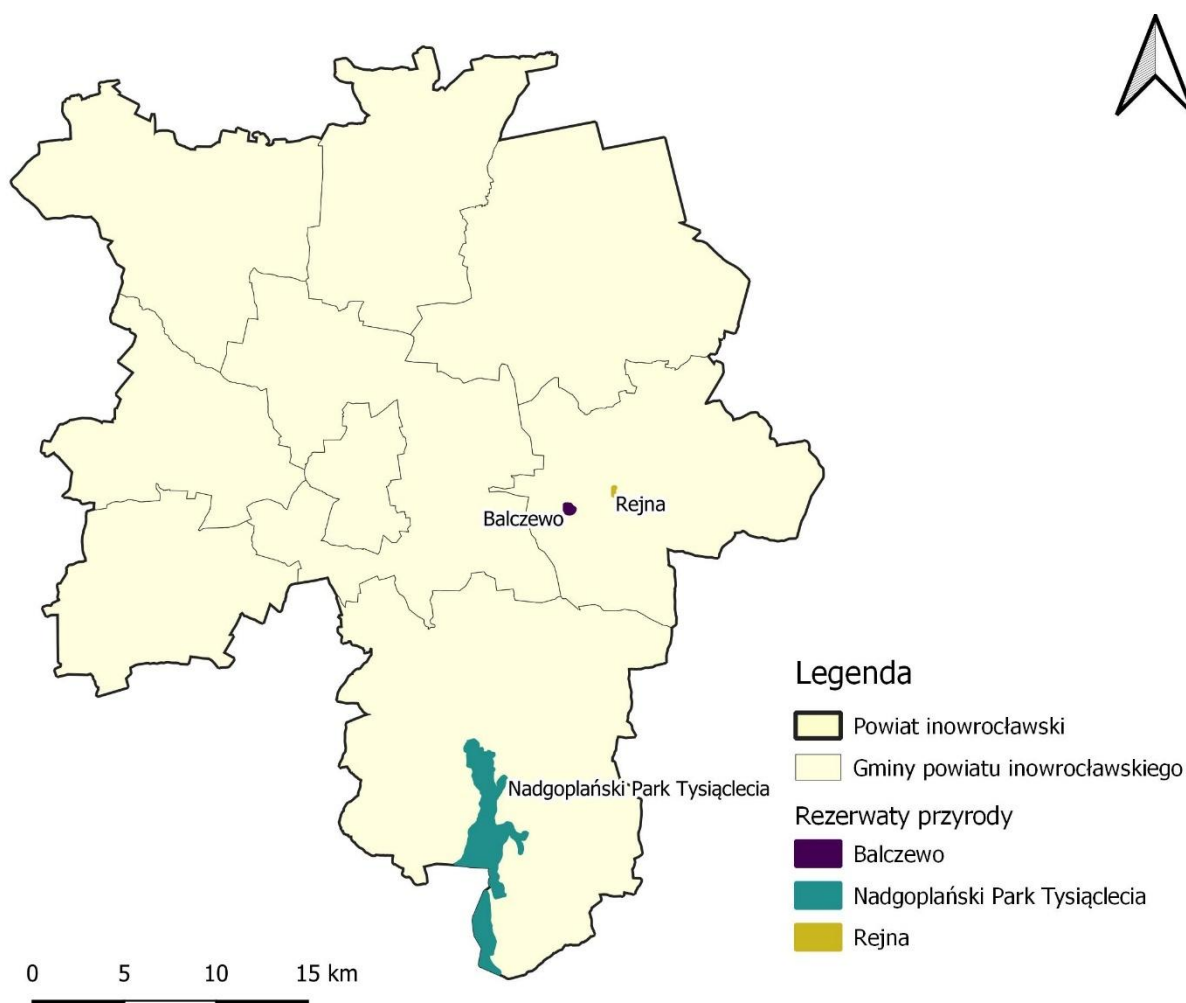 Rejna
Balczewo
Nadgoplański Park Tysiąclecia
Legenda
Powiat inowrocławski
Gminy powiatu inowrocławskiego
Rezerwaty przyrody
Balczewo
Nadgoplański Park Tysiąclecia
Rejna
0 5 10 15 km